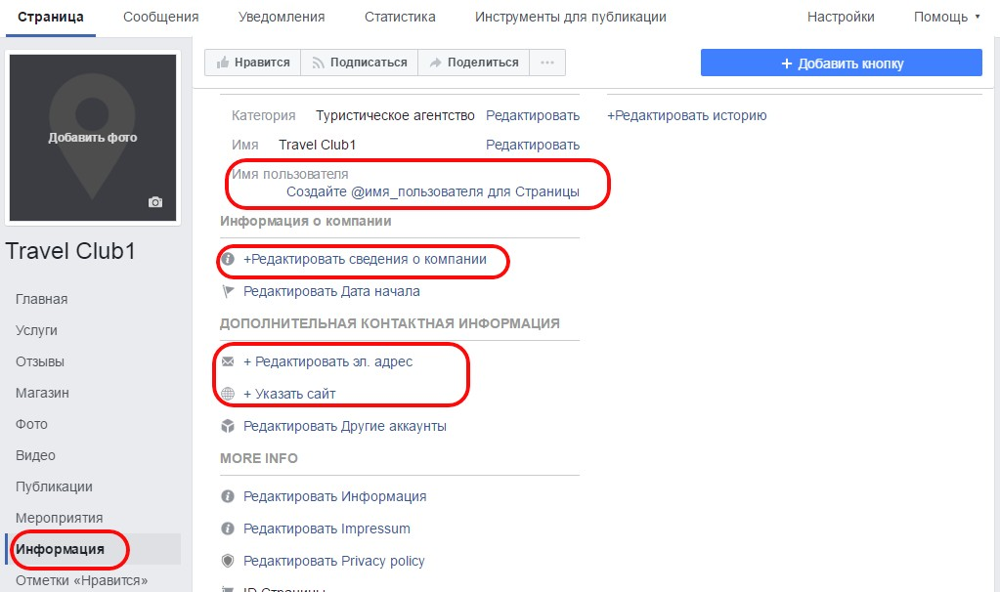 Страница Сообщения Уведомления Статистика Инструменты для публикации Настройки Помощь
Нравится Подписаться Поделиться ... + Добавить кнопку
Добавить фото
Travel Club1
Главная
Услуги
Отзывы
Магазин
Фото
Видео
Публикации
Мероприятия
Информация
Отметки «Нравится»
Категория Туристическое агентство Редактировать
Имя Travel Club1 Редактировать
Имя пользователя
Создайте @имя_пользователя для Страницы
Информация о компании
+Редактировать сведения о компании
Редактировать Дата начала
ДОПОЛНИТЕЛЬНАЯ КОНТАКТНАЯ ИНФОРМАЦИЯ
+ Редактировать эл. адрес
+ Указать сайт
Редактировать Другие аккаунты
MORE INFO
Редактировать Информация
Редактировать Impressum
Редактировать Privacy policy
ID Страницы
+Редактировать историю